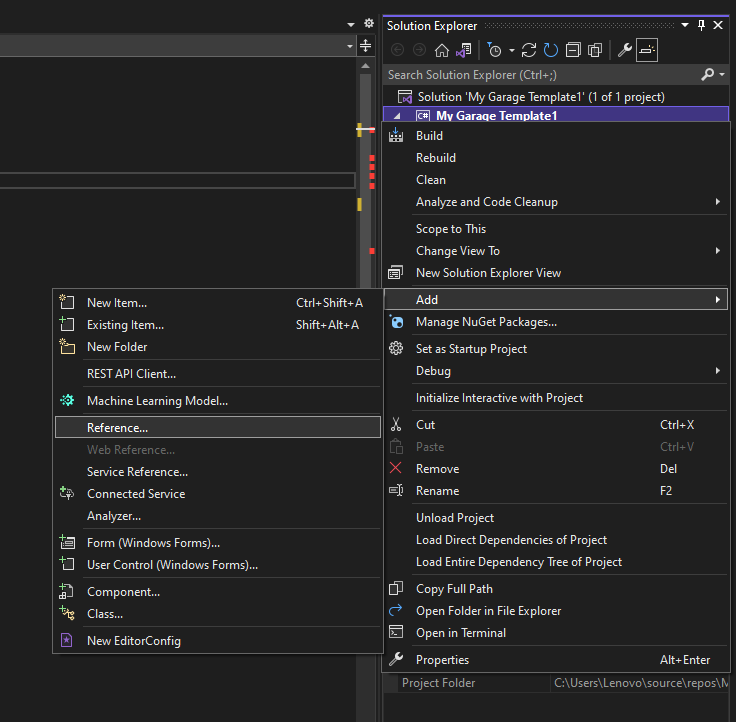 Solution Explorer
Search Solution Explorer (Ctrl+;)
Solution 'My Garage Template1' (1 of 1 project)
C# My Garage Template1
Build
Rebuild
Clean
Analyze and Code Cleanup
Scope to This
Change View To
New Solution Explorer View
Add
Manage NuGet Packages...
Set as Startup Project
Debug
Initialize Interactive with Project
Cut Ctrl+X
Paste Ctrl+V
Remove Del
Rename F2
Unload Project
Load Direct Dependencies of Project
Load Entire Dependency Tree of Project
Copy Full Path
Open Folder in File Explorer
Open in Terminal
Properties Alt+Enter
Project Folder C:\Users\Lenovo\source\repos\M
New Item... Ctrl+Shift+A
Existing Item... Shift+Alt+A
New Folder
REST API Client...
Machine Learning Model...
Reference...
Web Reference...
Service Reference...
Connected Service
Analyzer...
Form (Windows Forms)...
User Control (Windows Forms)...
Component...
Class...
New EditorConfig